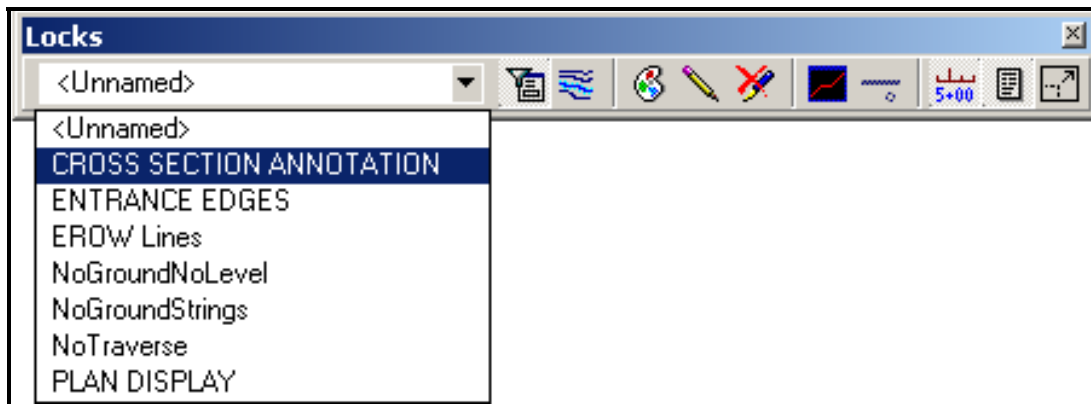 Locks
<Unnamed>
5+00
<Unnamed>
CROSS SECTION ANNOTATION
ENTRANCE EDGES
EROW Lines
NoGroundNoLevel
NoGroundStrings
NoTraverse
PLAN DISPLAY